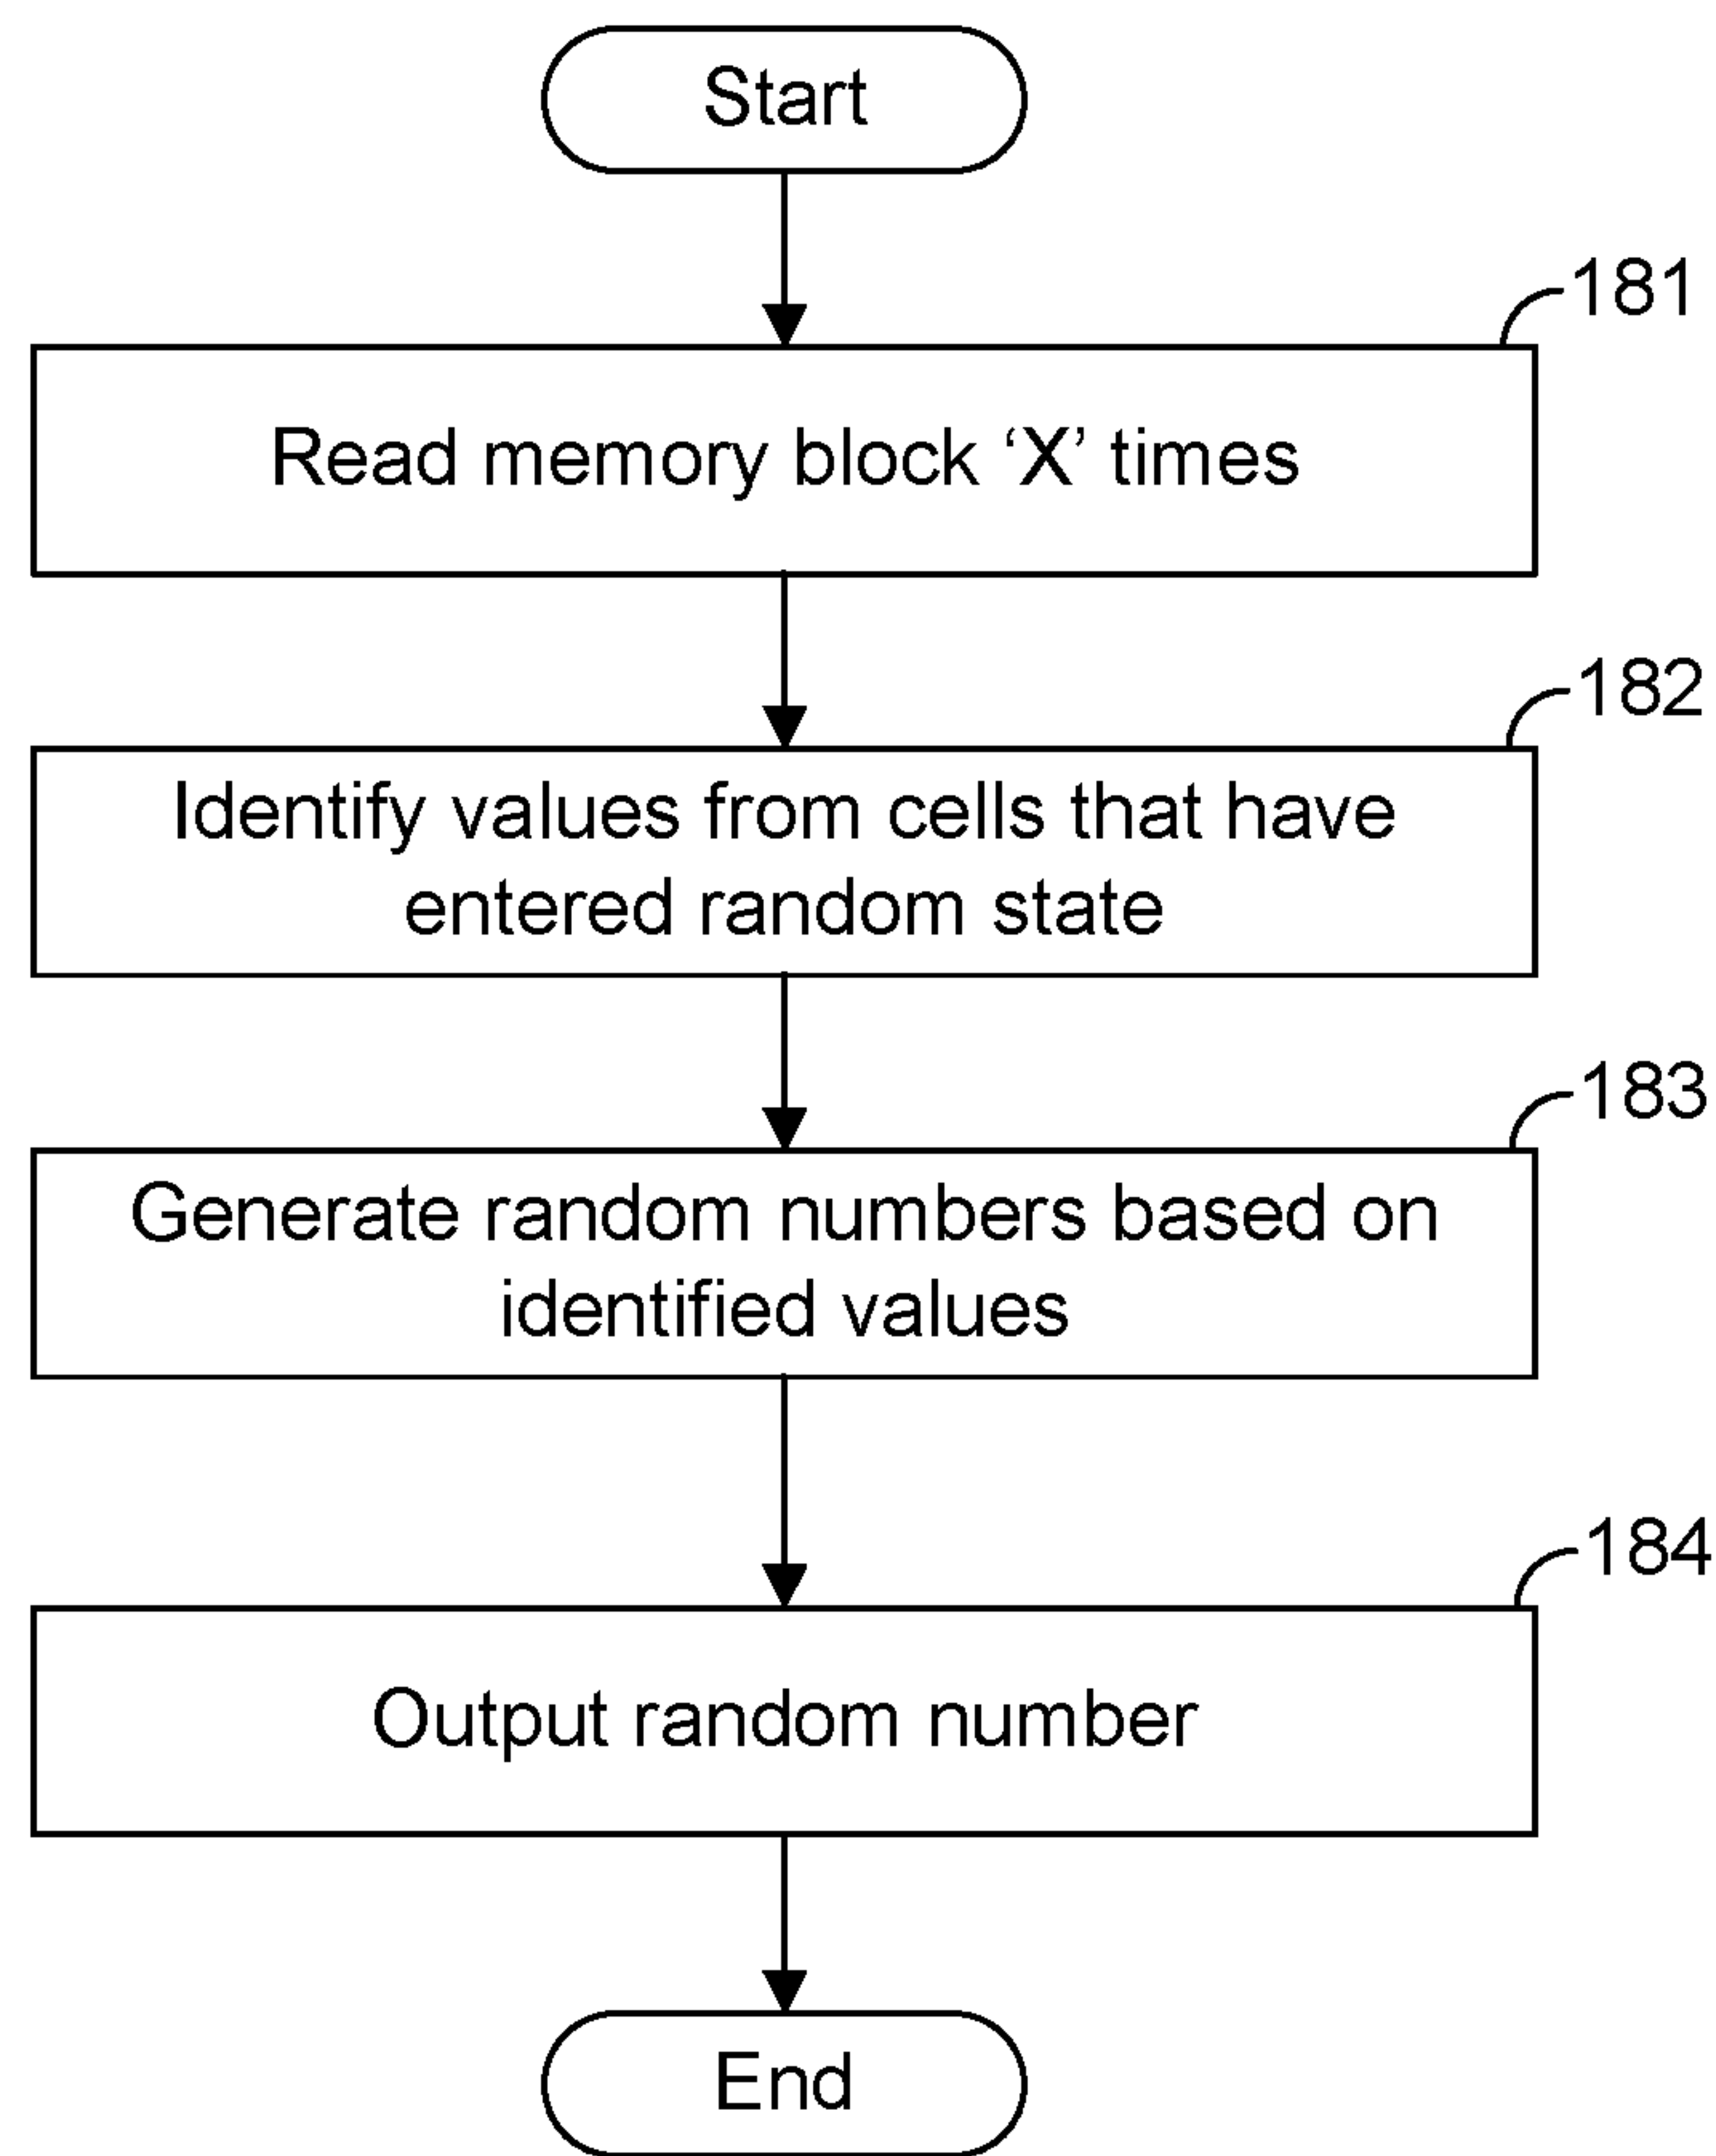 Start
181
Read memory block ‘X’ times
182
Identify values from cells that have
entered random state
183
Generate random numbers based on
identified values
184
Output random number
End